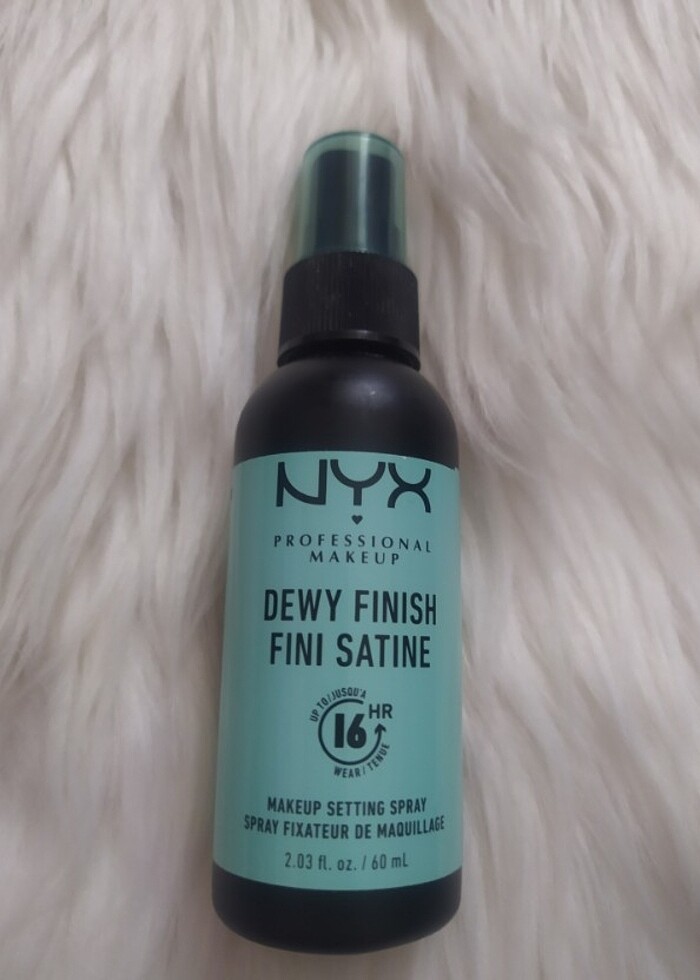 NYX
PROFESSIONAL
MAKEUP
DEWY FINISH
FINI SATINE
UP TO/JUSQU'À
16 HR
WEAR/TENUE
MAKEUP SETTING SPRAY
SPRAY FIXATEUR DE MAQUILLAGE
2.03 fl. oz. / 60 mL